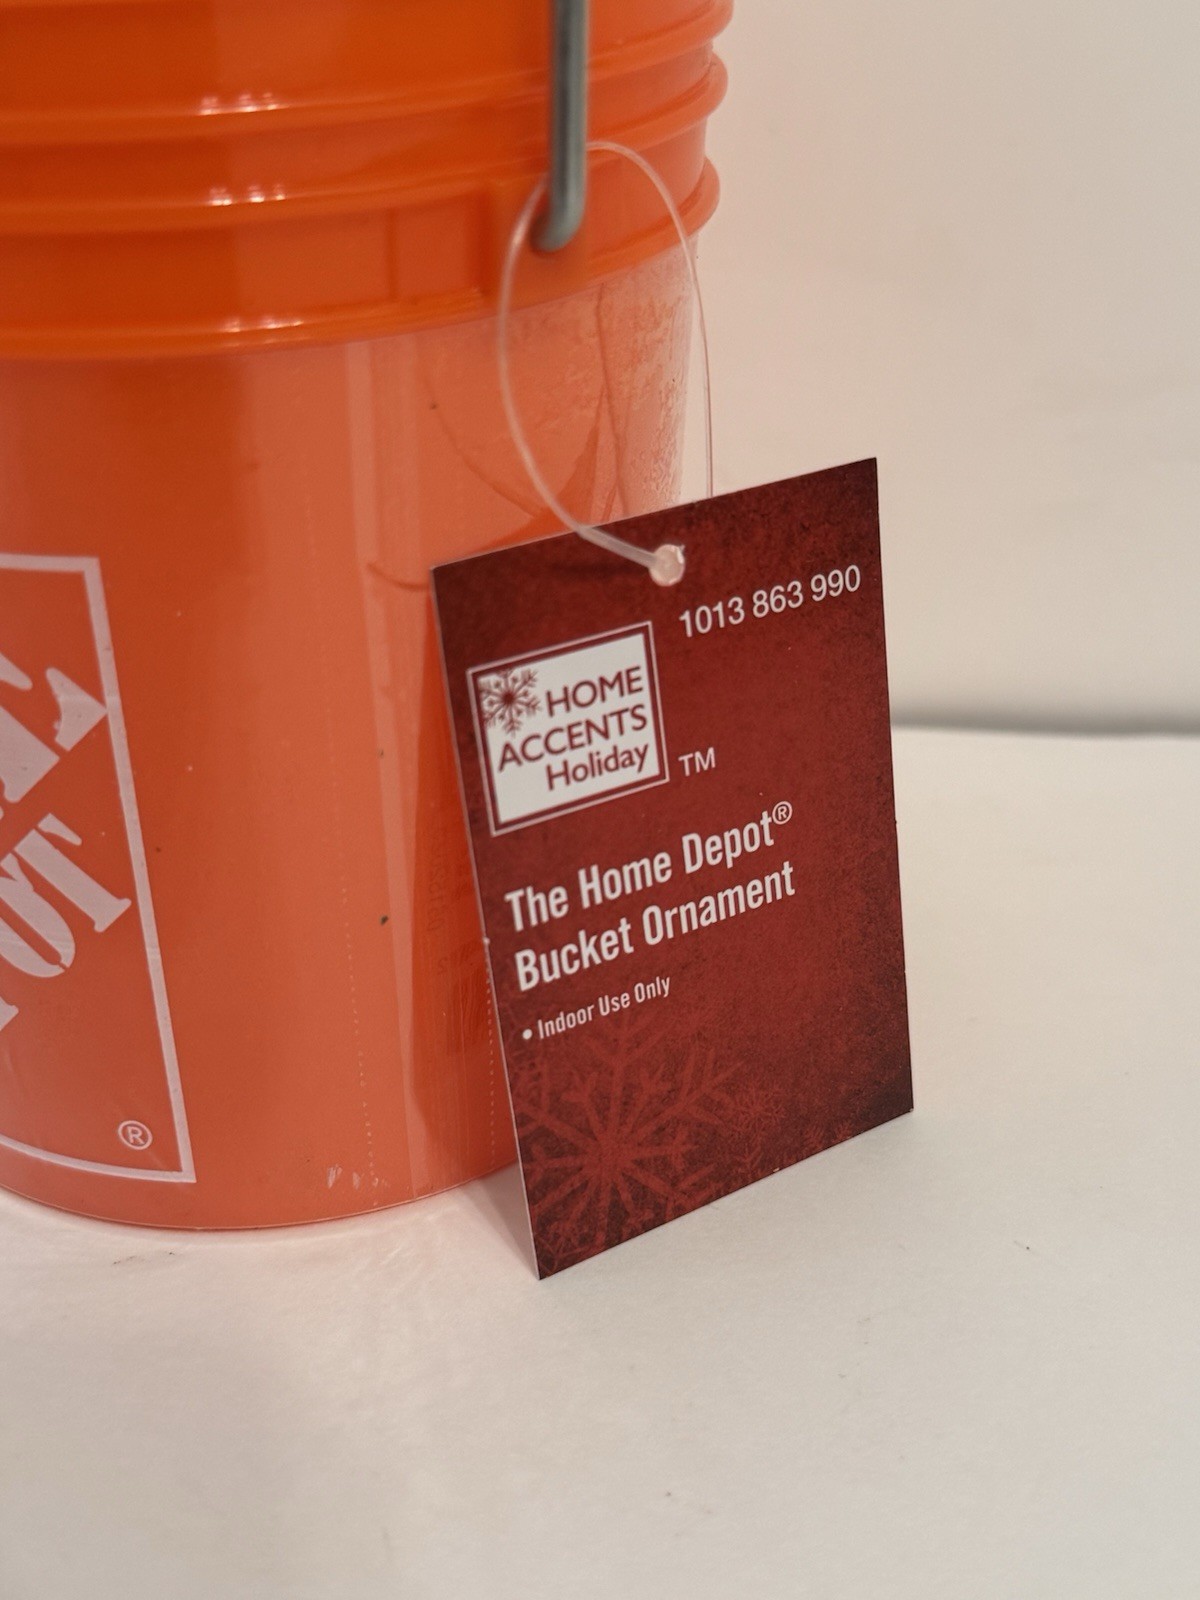 1013 863 990
HOME
ACCENTS
Holiday
TM
The Home Depot®
Bucket Ornament
• Indoor Use Only
®